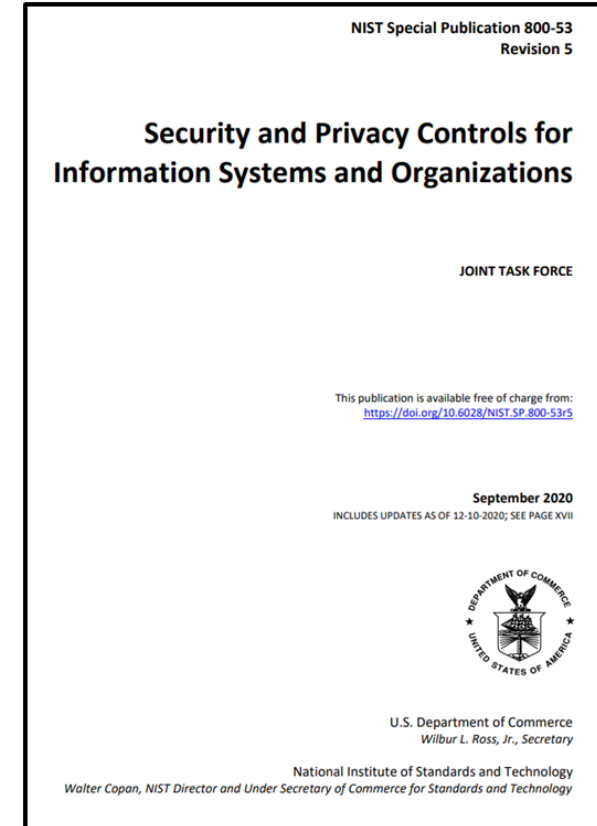 NIST Special Publication 800-53
Revision 5
Security and Privacy Controls for
Information Systems and Organizations
JOINT TASK FORCE
This publication is available free of charge from:
https://doi.org/10.6028/NIST.SP.800-53r5
September 2020
INCLUDES UPDATES AS OF 12-10-2020; SEE PAGE XVII
DEPARTMENT OF COMMERCE
UNITED STATES OF AMERICA
U.S. Department of Commerce
Wilbur L. Ross, Jr., Secretary
National Institute of Standards and Technology
Walter Copan, NIST Director and Under Secretary of Commerce for Standards and Technology